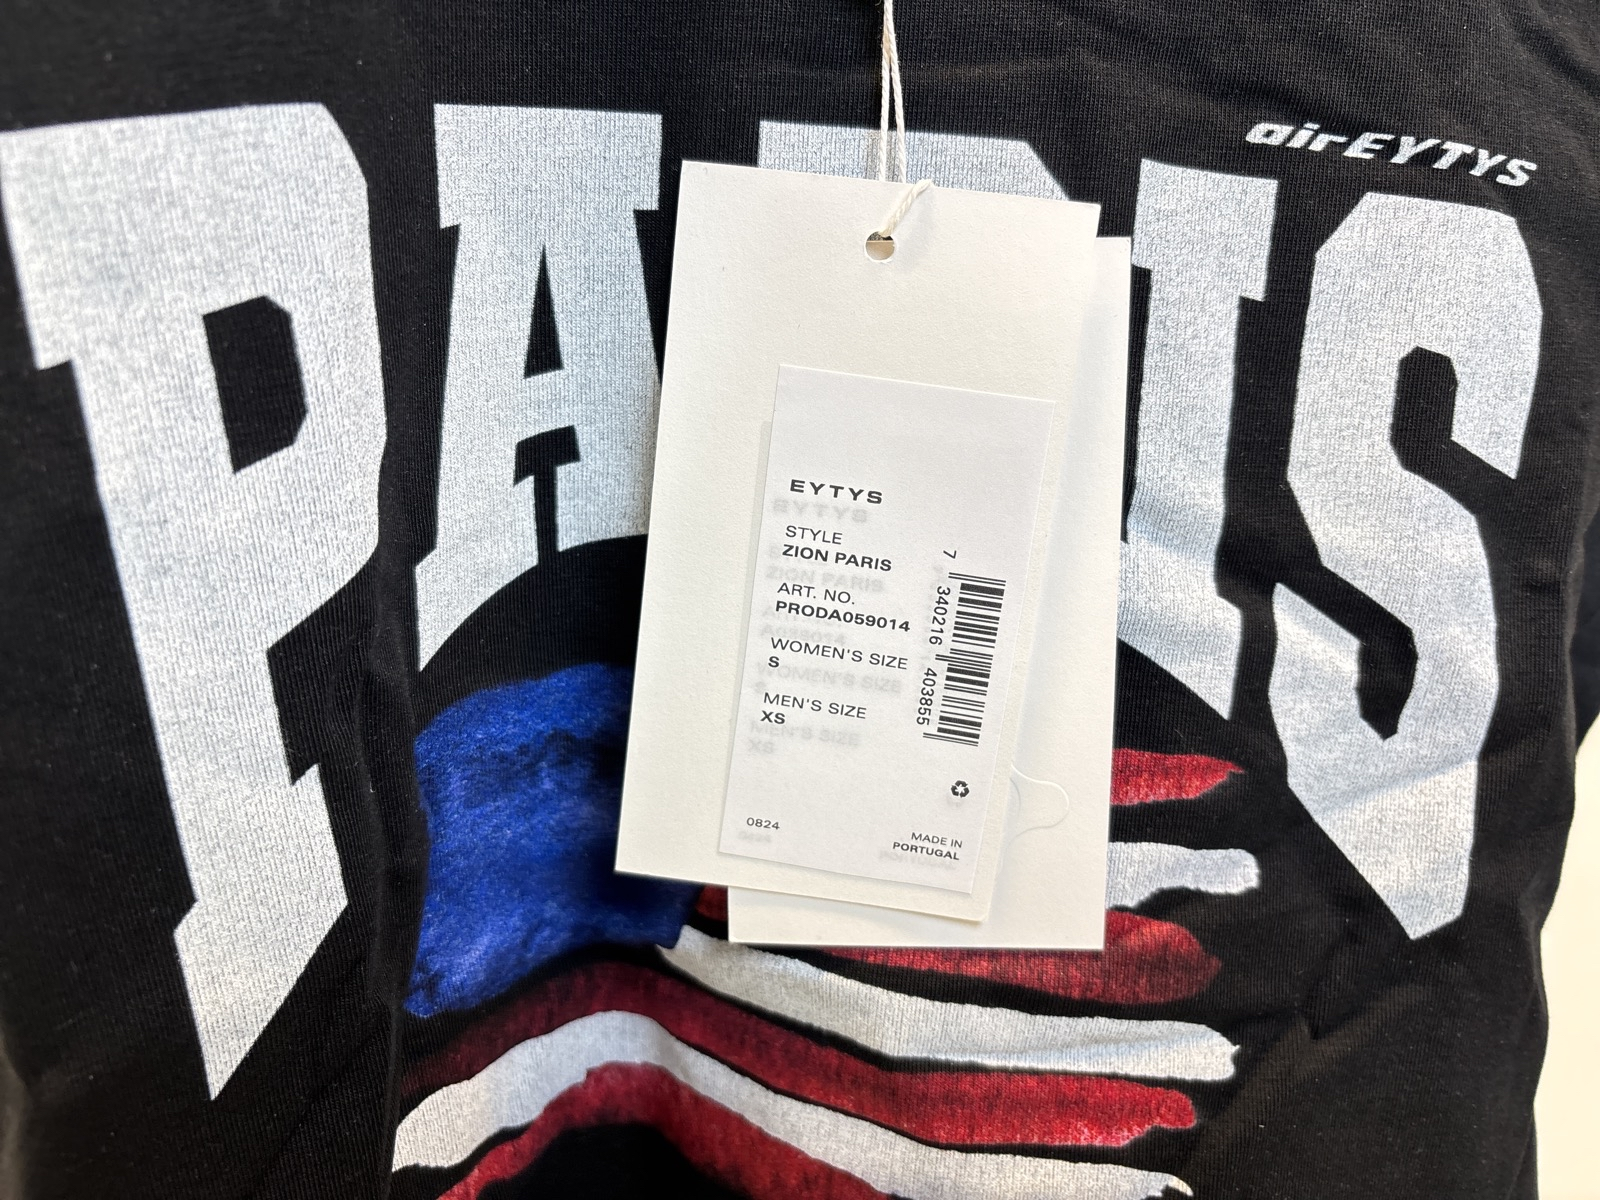 PARIS
airEYTYS
EYTYS
STYLE
ZION PARIS
ART. NO.
PRODA059014
WOMEN'S SIZE
S
MEN'S SIZE
XS
7 340216 403855
0824
MADE IN
PORTUGAL